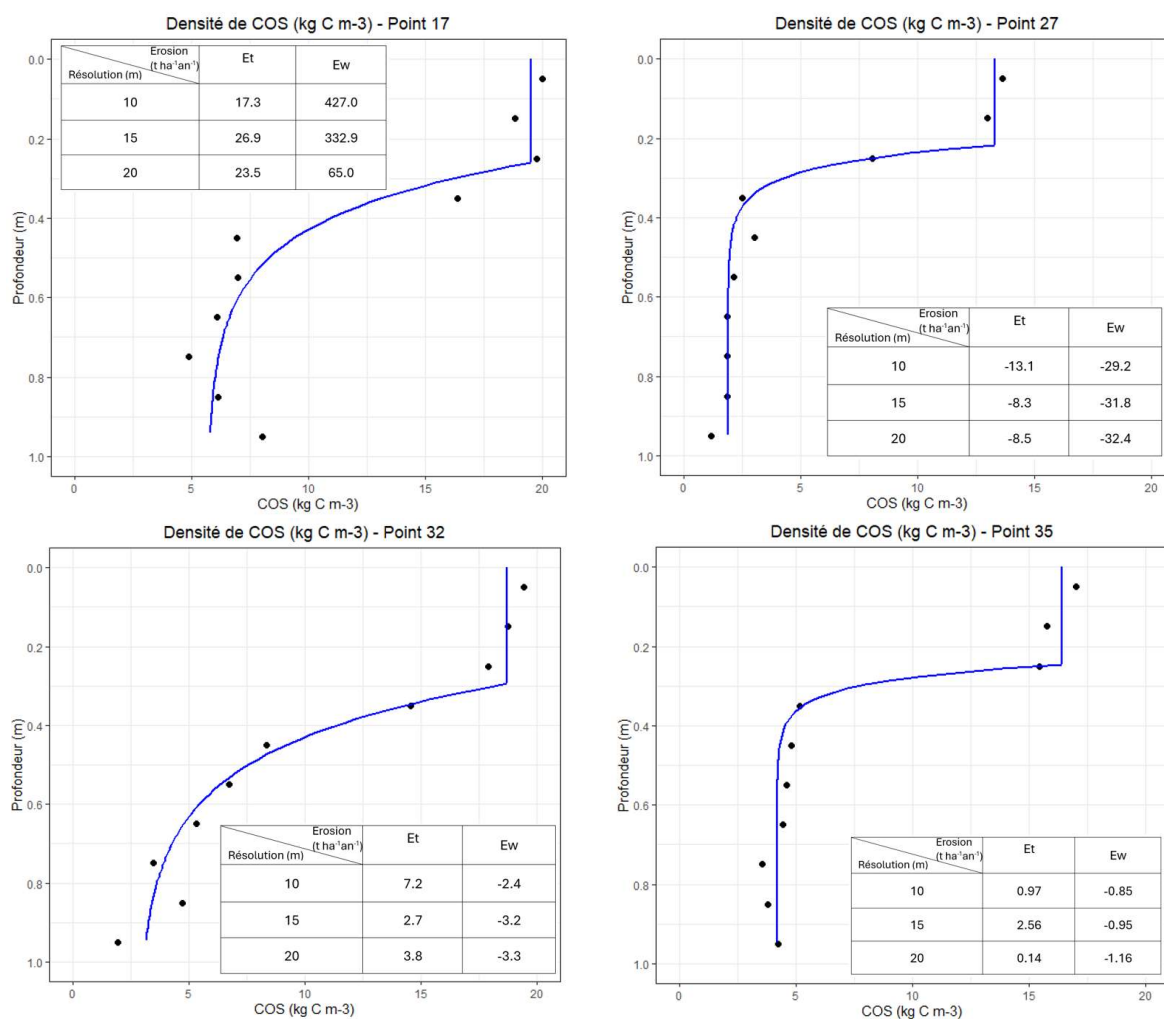 Densité de COS (kg C m-3) - Point 17
Erosion
(t ha⁻¹an⁻¹)
Résolution (m)
Et
Ew
10 17.3 427.0
15 26.9 332.9
20 23.5 65.0
0.0
0.2
0.4
0.6
0.8
1.0
Profondeur (m)
0 5 10 15 20
COS (kg C m-3)
Densité de COS (kg C m-3) - Point 27
0.0
0.2
0.4
0.6
0.8
1.0
Profondeur (m)
Erosion
(t ha⁻¹an⁻¹)
Résolution (m)
Et
Ew
10 -13.1 -29.2
15 -8.3 -31.8
20 -8.5 -32.4
0 5 10 15 20
COS (kg C m-3)
Densité de COS (kg C m-3) - Point 32
0.0
0.2
0.4
0.6
0.8
1.0
Profondeur (m)
Erosion
(t ha⁻¹an⁻¹)
Résolution (m)
Et
Ew
10 7.2 -2.4
15 2.7 -3.2
20 3.8 -3.3
0 5 10 15 20
COS (kg C m-3)
Densité de COS (kg C m-3) - Point 35
0.0
0.2
0.4
0.6
0.8
1.0
Profondeur (m)
Erosion
(t ha⁻¹an⁻¹)
Résolution (m)
Et
Ew
10 0.97 -0.85
15 2.56 -0.95
20 0.14 -1.16
0 5 10 15 20
COS (kg C m-3)